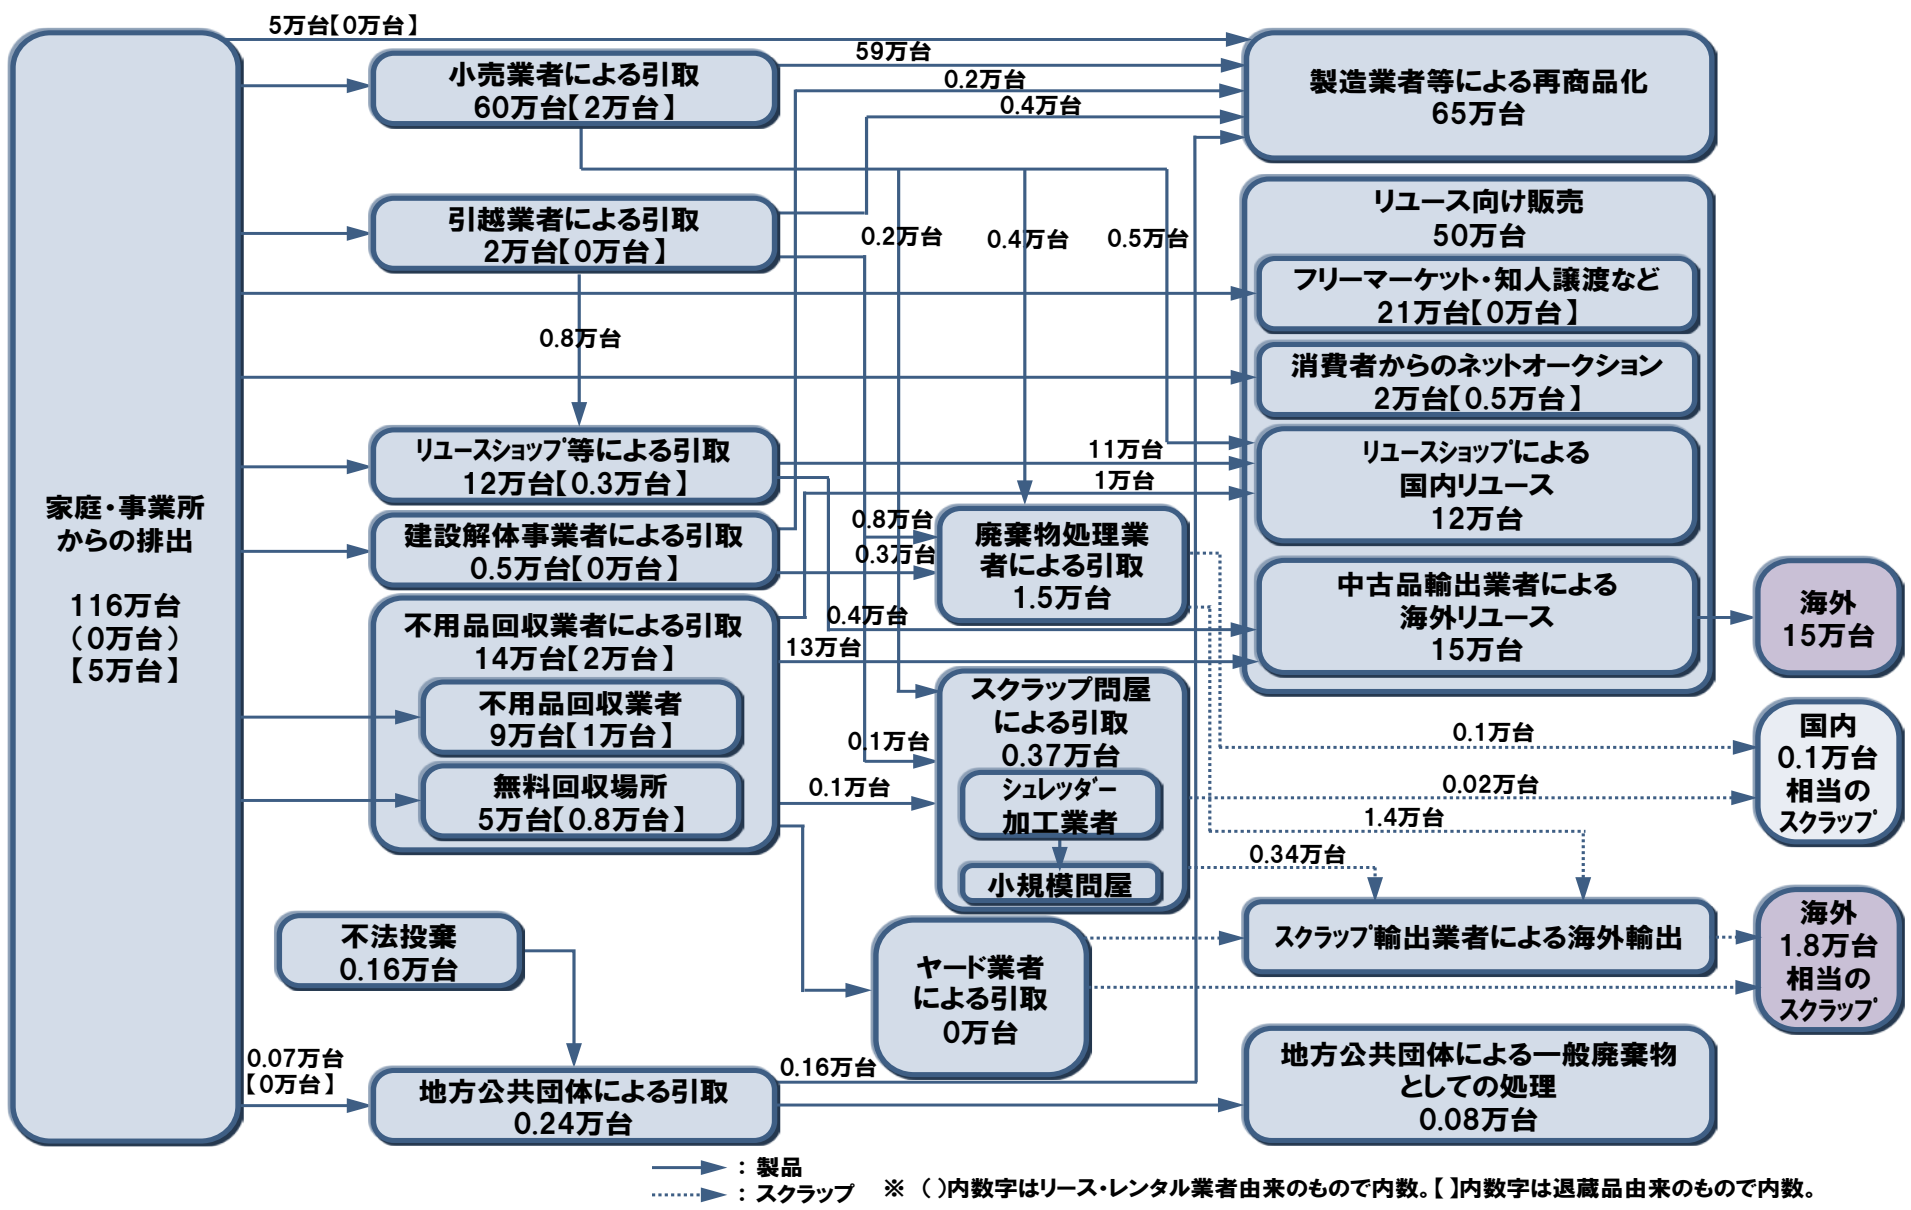 5万台【0万台】
家庭・事業所
からの排出
116万台
（0万台）
【5万台】
小売業者による引取
60万台【2万台】
59万台
0.2万台
0.4万台
製造業者等による再商品化
65万台
引越業者による引取
2万台【0万台】
0.2万台
0.4万台
0.5万台
0.8万台
リユース向け販売
50万台
フリーマーケット・知人譲渡など
21万台【0万台】
消費者からのネットオークション
2万台【0.5万台】
リユースショップによる
国内リユース
12万台
中古品輸出業者による
海外リユース
15万台
海外
15万台
リユースショップ等による引取
12万台【0.3万台】
11万台
1万台
建設解体事業者による引取
0.5万台【0万台】
0.8万台
0.3万台
廃棄物処理業
者による引取
1.5万台
不用品回収業者による引取
14万台【2万台】
0.4万台
13万台
不用品回収業者
9万台【1万台】
無料回収場所
5万台【0.8万台】
0.1万台
0.1万台
スクラップ問屋
による引取
0.37万台
シュレッダー
加工業者
小規模問屋
0.1万台
0.02万台
1.4万台
0.34万台
国内
0.1万台
相当の
スクラップ
不法投棄
0.16万台
ヤード業者
による引取
0万台
スクラップ輸出業者による海外輸出
海外
1.8万台
相当の
スクラップ
0.07万台
【0万台】
地方公共団体による引取
0.24万台
0.16万台
地方公共団体による一般廃棄物
としての処理
0.08万台
：製品
：スクラップ
※ （ ）内数字はリース・レンタル業者由来のもので内数。【 】内数字は退蔵品由来のもので内数。